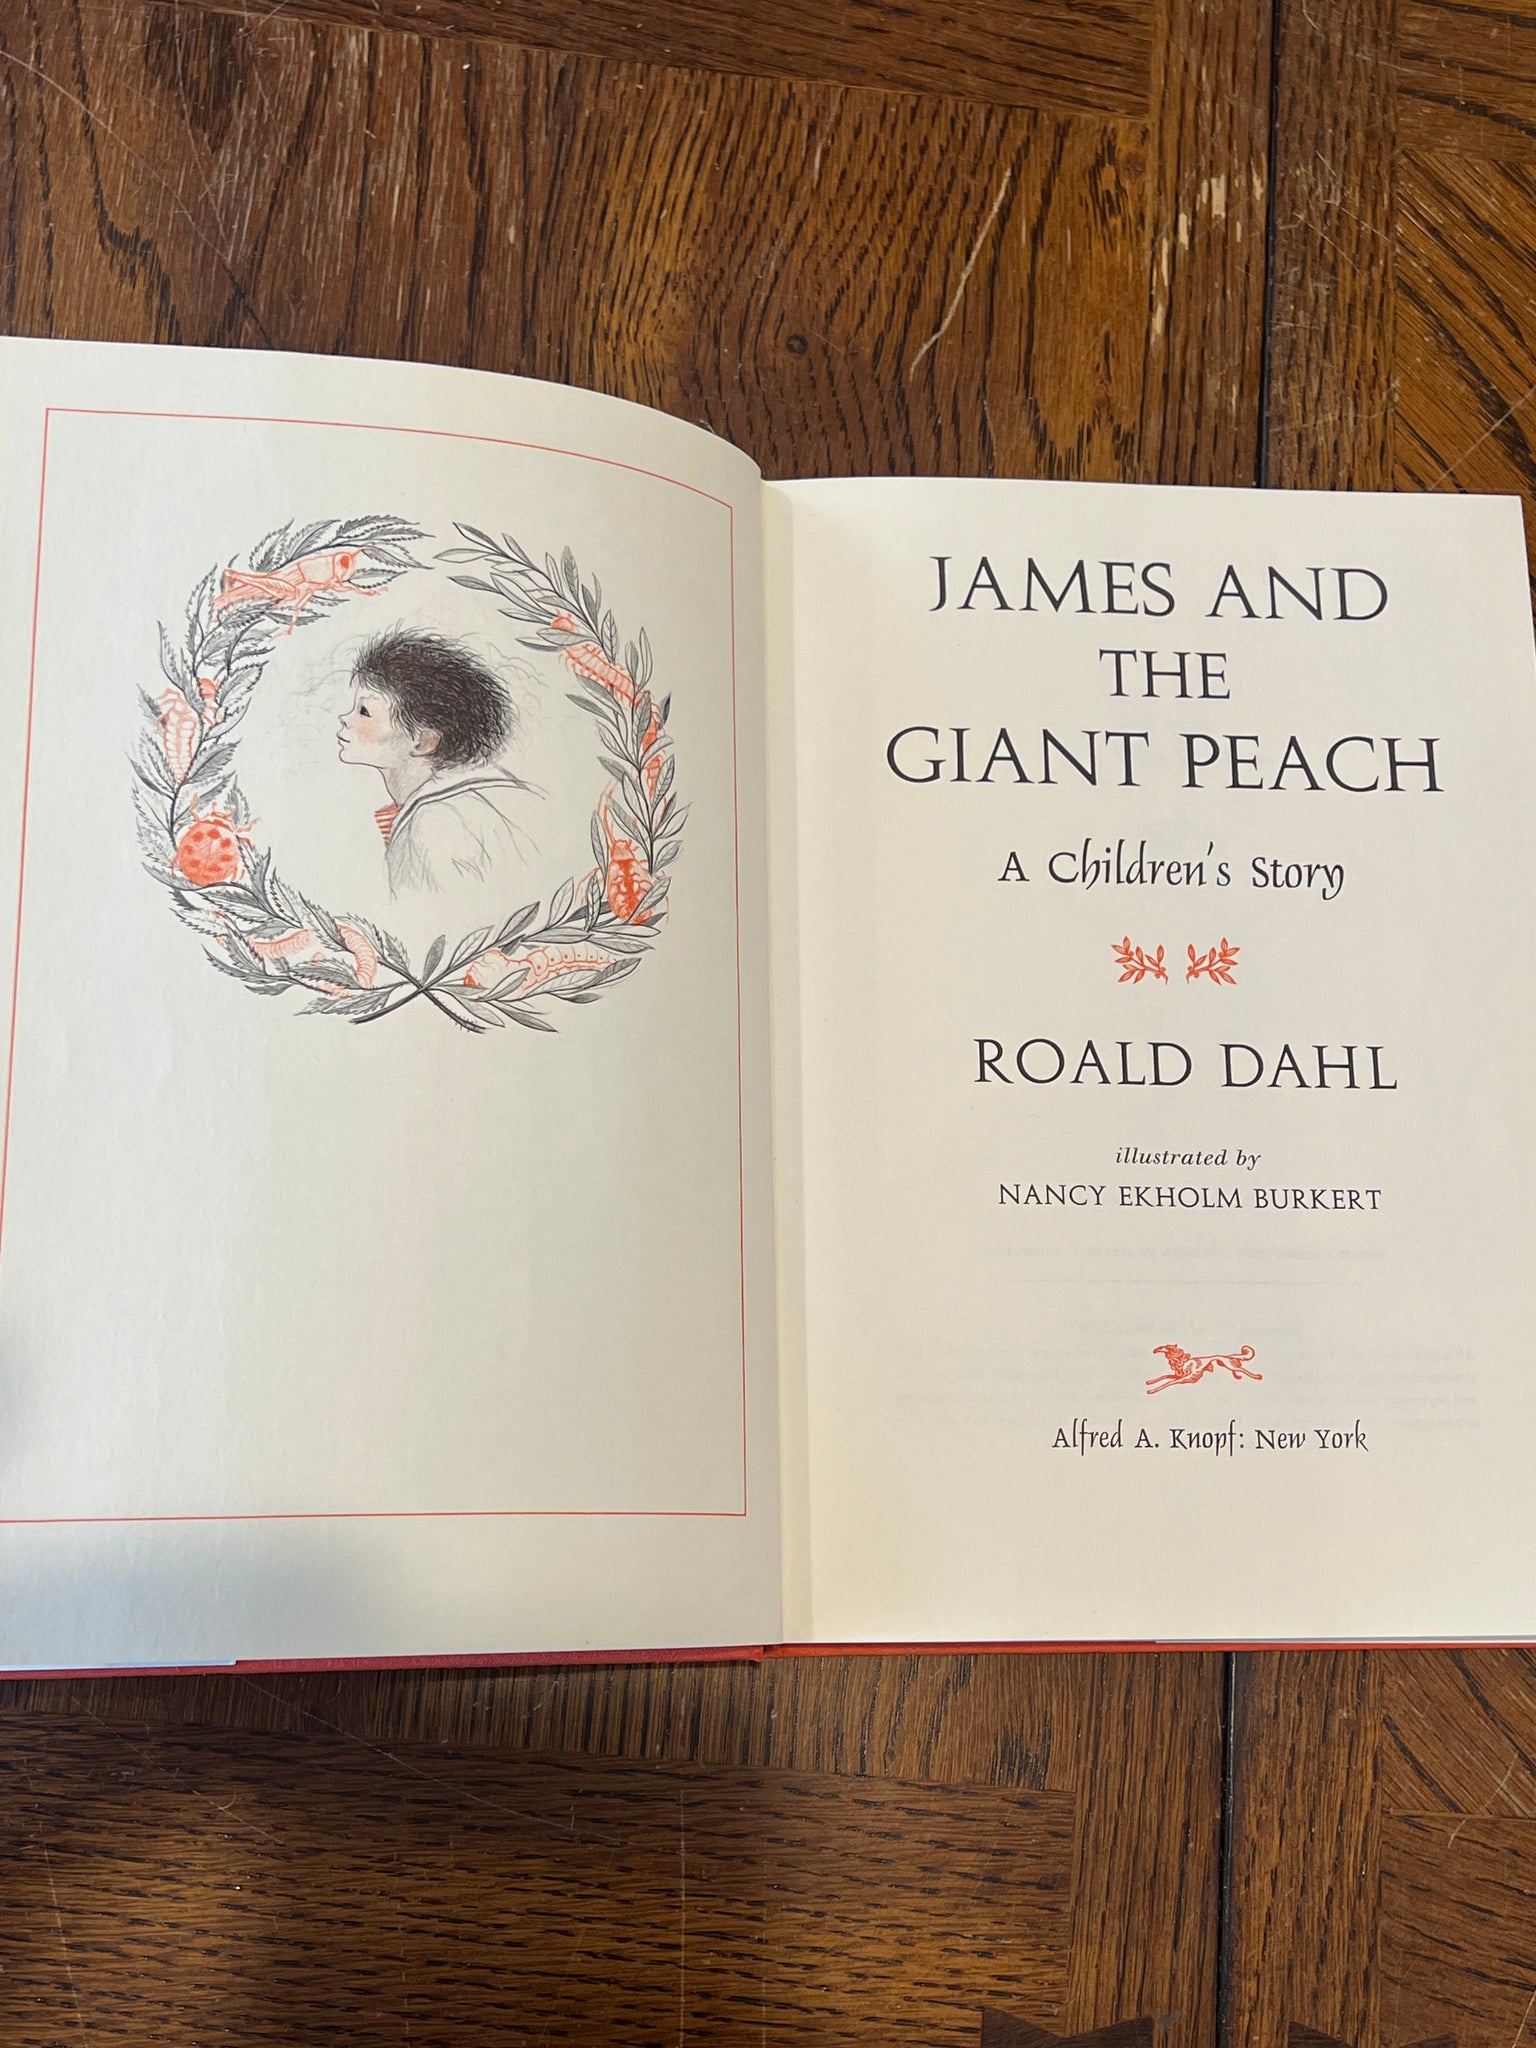 JAMES AND
THE
GIANT PEACH
A Children's Story
ROALD DAHL
illustrated by
NANCY EKHOLM BURKERT
Alfred A. Knopf: New York